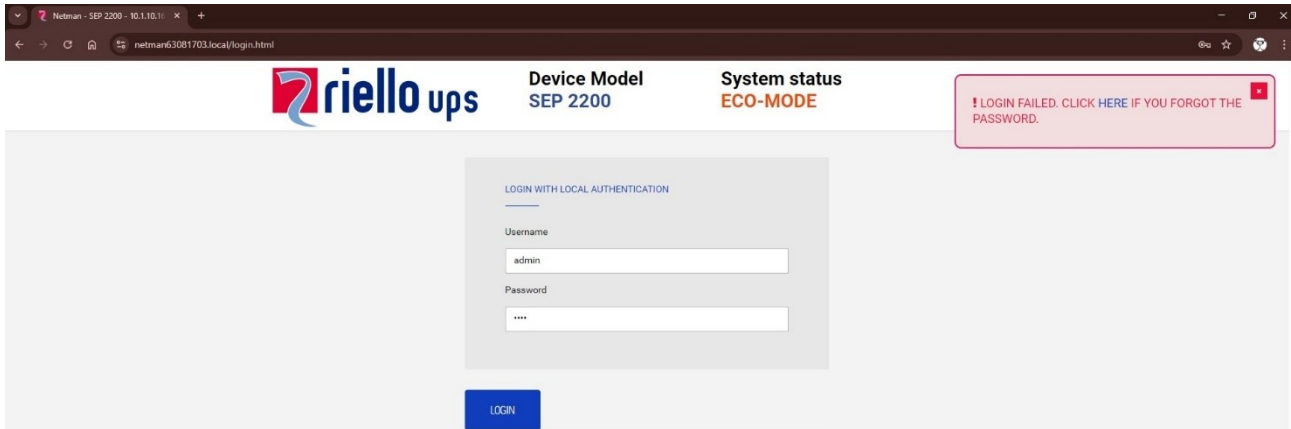 Netman - SEP 2200 - 10.1.10.16
netman63081703.local/login.html
riello ups
Device Model
SEP 2200
System status
ECO-MODE
! LOGIN FAILED. CLICK HERE IF YOU FORGOT THE
PASSWORD.
LOGIN WITH LOCAL AUTHENTICATION
Username
admin
Password
••••
LOGIN